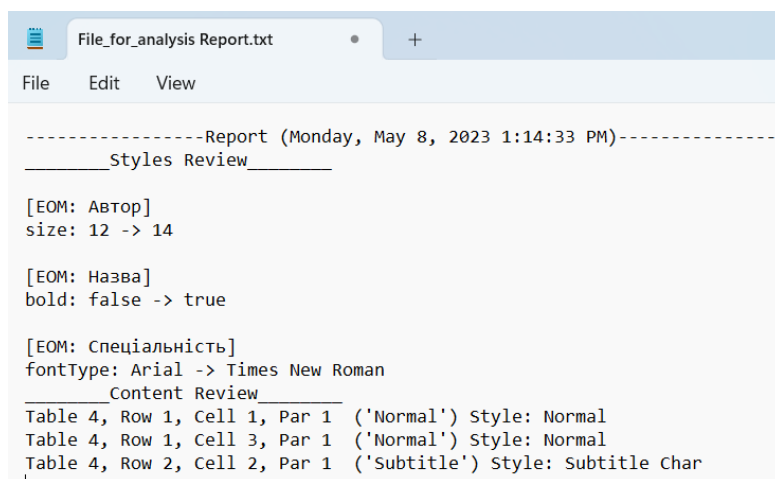 File_for_analysis Report.txt
File Edit View
-----------------Report (Monday, May 8, 2023 1:14:33 PM)---------------
________Styles Review________
[EOM: Автор]
size: 12 -> 14
[EOM: Назва]
bold: false -> true
[EOM: Спеціальність]
fontType: Arial -> Times New Roman
________Content Review________
Table 4, Row 1, Cell 1, Par 1  ('Normal') Style: Normal
Table 4, Row 1, Cell 3, Par 1  ('Normal') Style: Normal
Table 4, Row 2, Cell 2, Par 1  ('Subtitle') Style: Subtitle Char